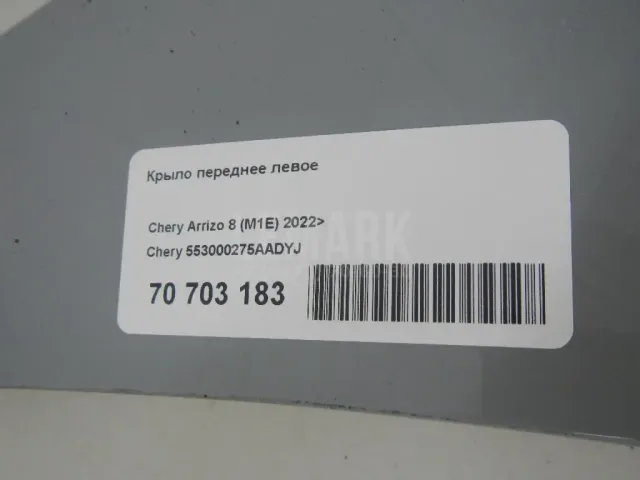 Крыло переднее левое
Chery Arrizo 8 (M1E) 2022>
Chery 553000275AADYJ
70 703 183